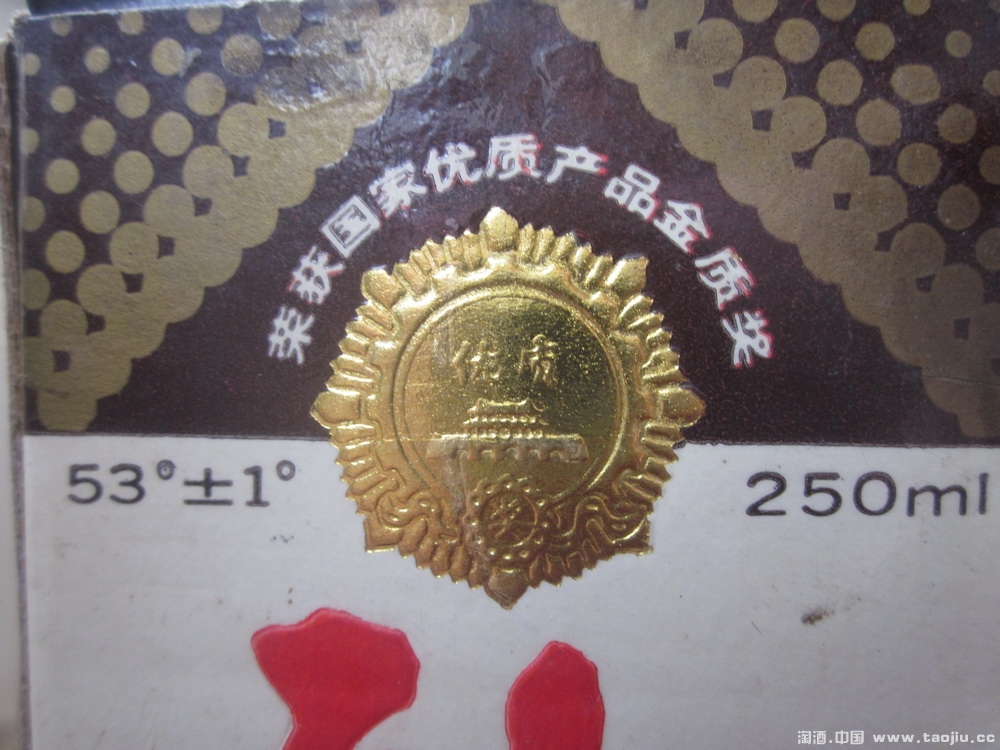 荣获国家优质产品金质奖
优质
奖
53°±1°
250ml
淘酒.中国 www.taojiu.cc